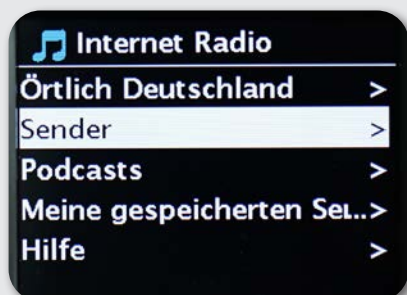 Internet Radio
Örtlich Deutschland >
Sender >
Podcasts >
Meine gespeicherten Se...>
Hilfe >